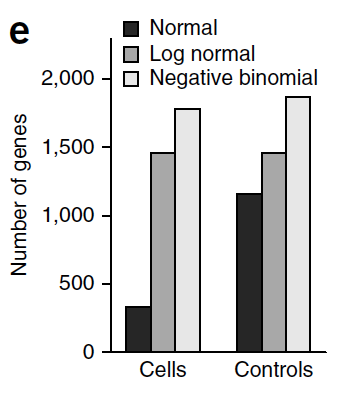 e
Normal
Log normal
Negative binomial
Number of genes
2,000
1,500
1,000
500
0
Cells
Controls